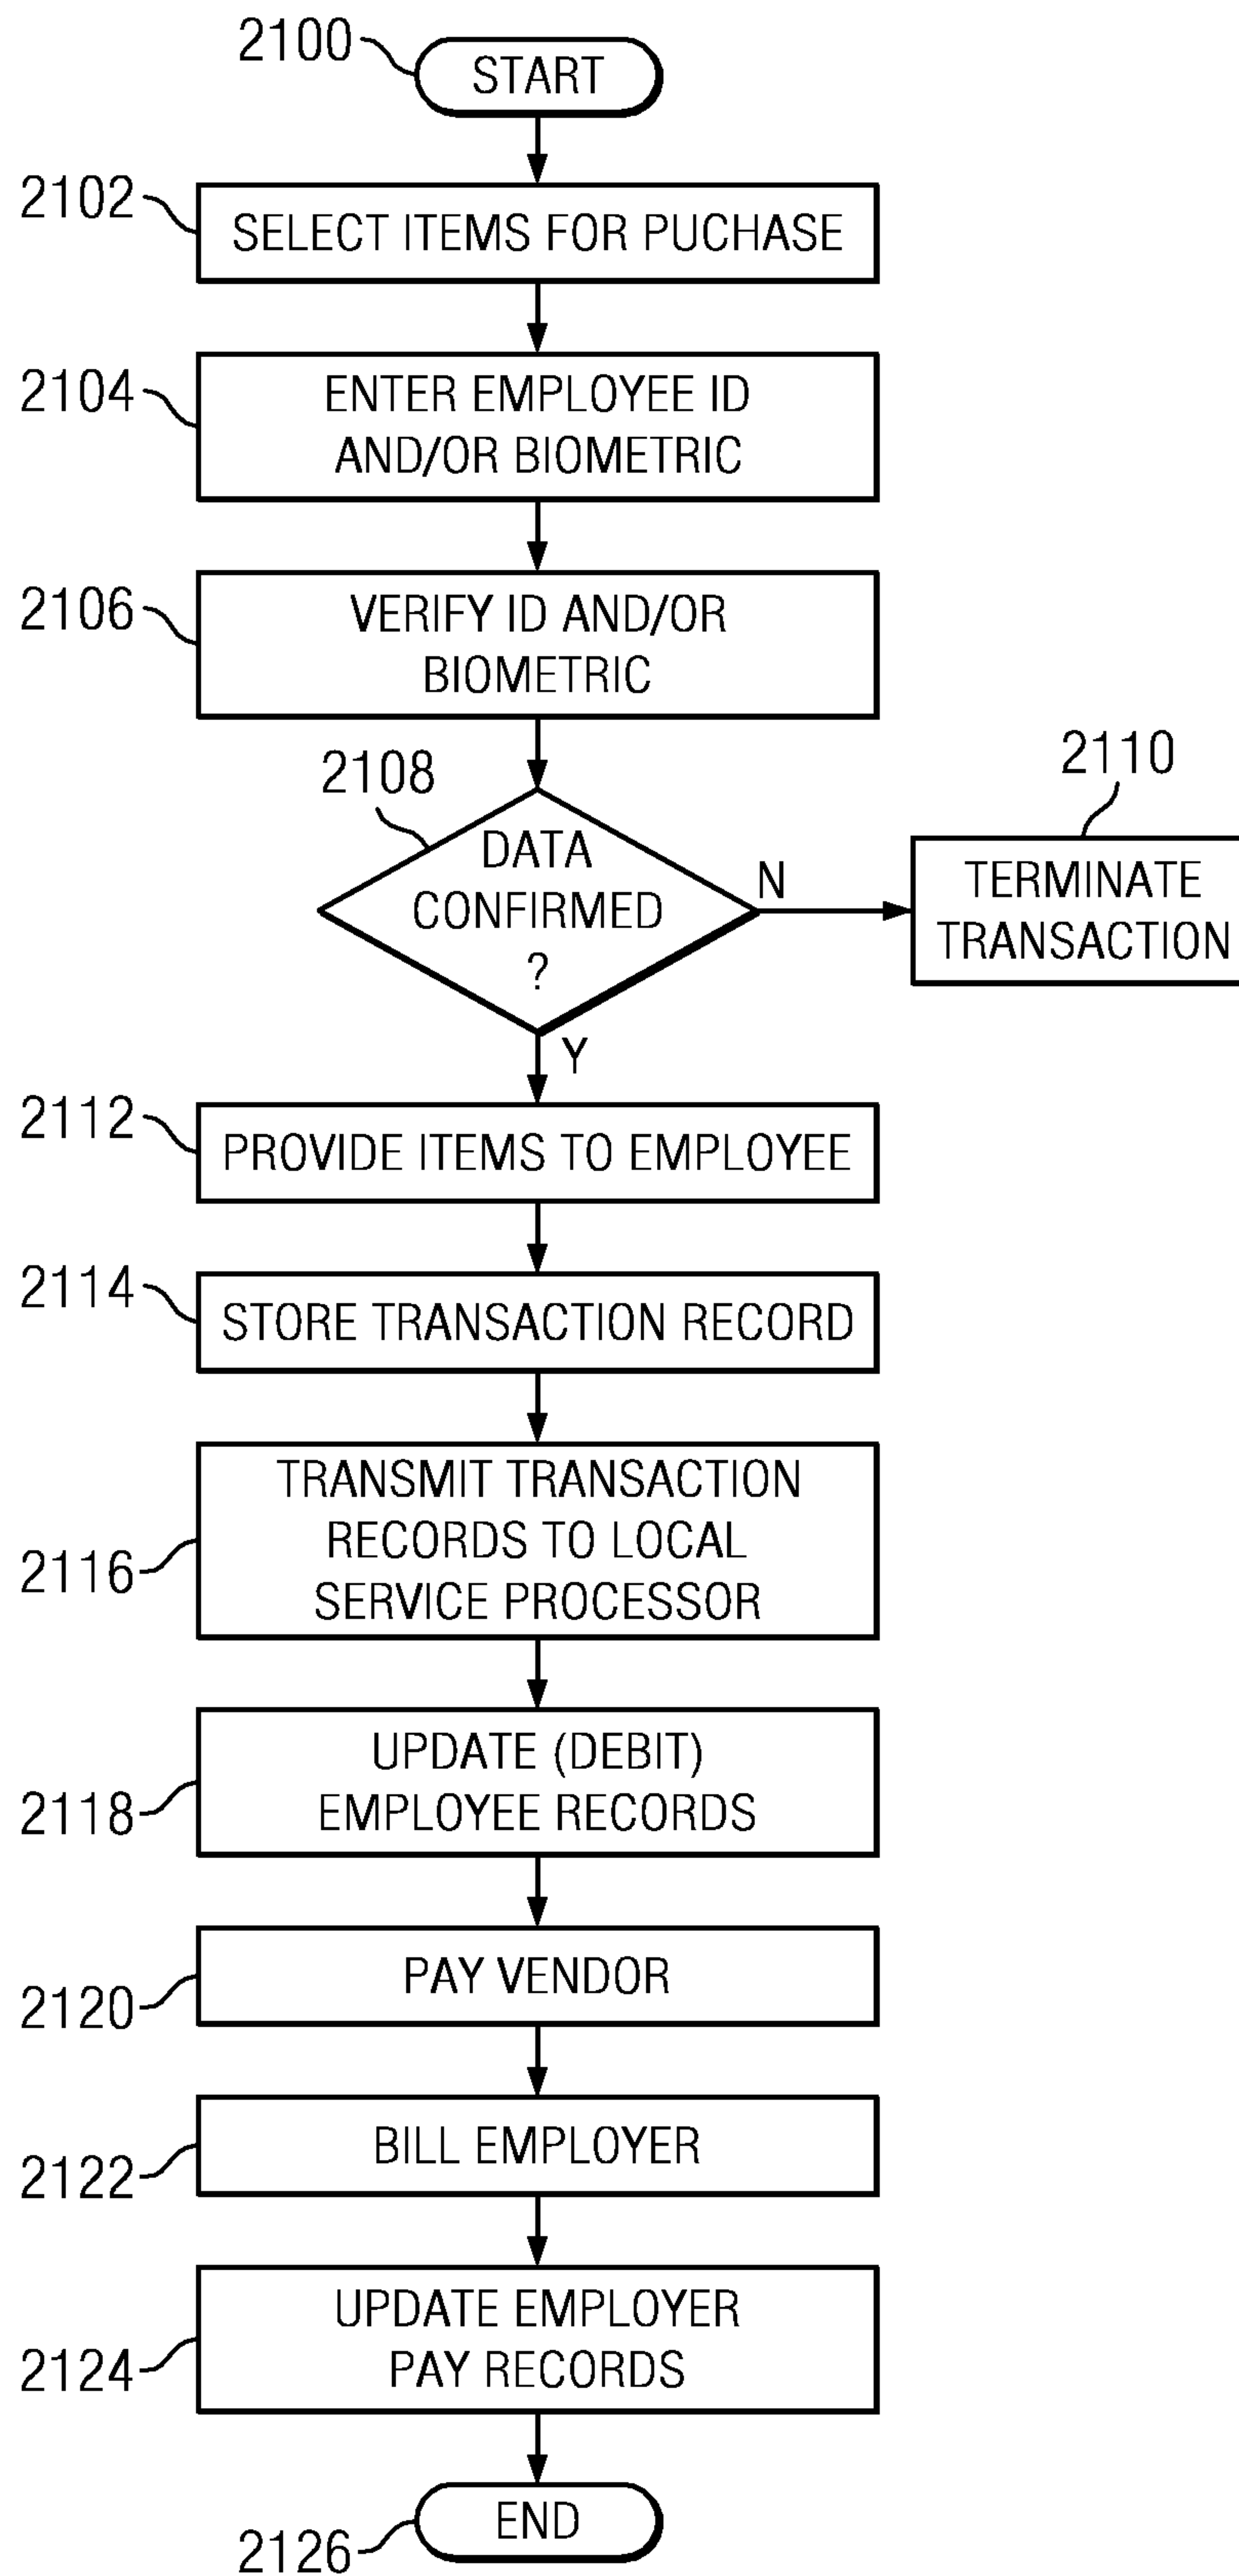 2100
START
2102
SELECT ITEMS FOR PUCHASE
2104
ENTER EMPLOYEE ID
AND/OR BIOMETRIC
2106
VERIFY ID AND/OR
BIOMETRIC
2108
DATA
CONFIRMED
?
N
2110
TERMINATE
TRANSACTION
Y
2112
PROVIDE ITEMS TO EMPLOYEE
2114
STORE TRANSACTION RECORD
2116
TRANSMIT TRANSACTION
RECORDS TO LOCAL
SERVICE PROCESSOR
2118
UPDATE (DEBIT)
EMPLOYEE RECORDS
2120
PAY VENDOR
2122
BILL EMPLOYER
2124
UPDATE EMPLOYER
PAY RECORDS
2126
END